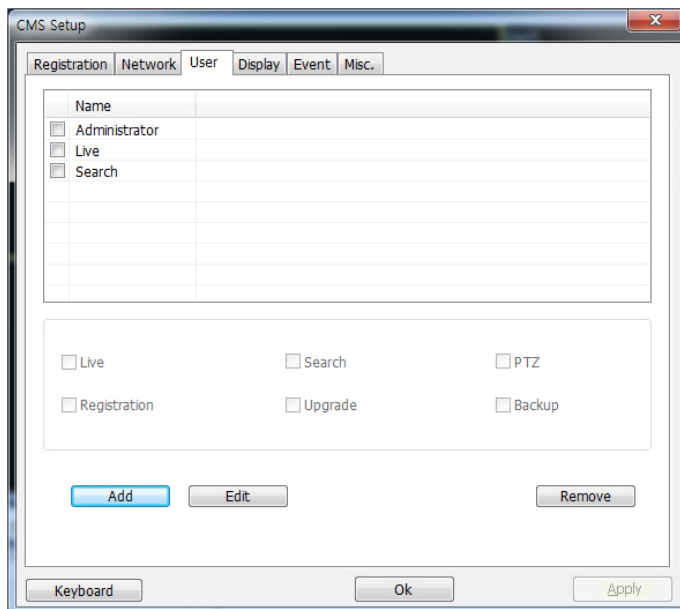 CMS Setup
Registration Network User Display Event Misc.
Name
Administrator
Live
Search
Live Search PTZ
Registration Upgrade Backup
Add Edit Remove
Keyboard Ok Apply